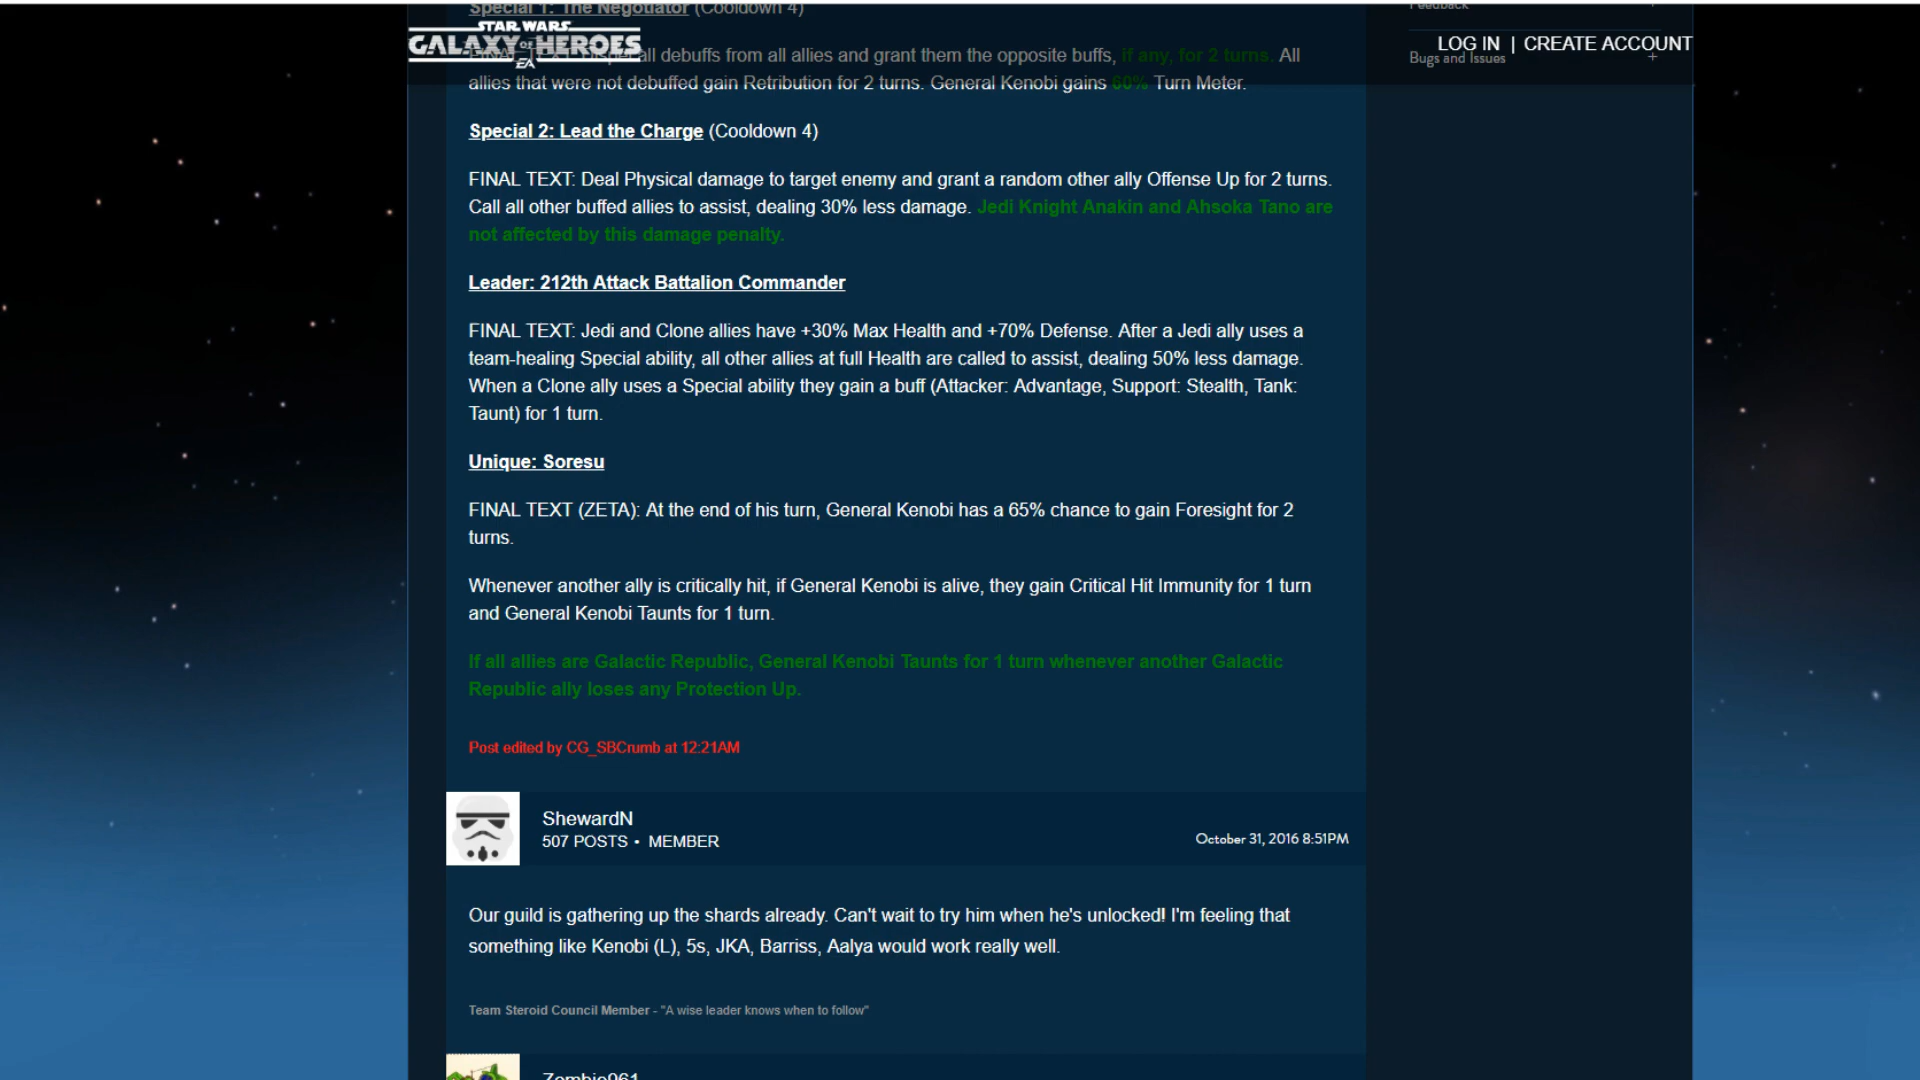 Special 1: The Negotiator (Cooldown 4)
Feedback
STAR WARS
GALAXY OF HEROES
EA
LOG IN | CREATE ACCOUNT
FINAL TEXT: Dispel all debuffs from all allies and grant them the opposite buffs, if any, for 2 turns. All
Bugs and Issues +
allies that were not debuffed gain Retribution for 2 turns. General Kenobi gains 60% Turn Meter.
Special 2: Lead the Charge (Cooldown 4)
FINAL TEXT: Deal Physical damage to target enemy and grant a random other ally Offense Up for 2 turns.
Call all other buffed allies to assist, dealing 30% less damage. Jedi Knight Anakin and Ahsoka Tano are
not affected by this damage penalty.
Leader: 212th Attack Battalion Commander
FINAL TEXT: Jedi and Clone allies have +30% Max Health and +70% Defense. After a Jedi ally uses a
team-healing Special ability, all other allies at full Health are called to assist, dealing 50% less damage.
When a Clone ally uses a Special ability they gain a buff (Attacker: Advantage, Support: Stealth, Tank:
Taunt) for 1 turn.
Unique: Soresu
FINAL TEXT (ZETA): At the end of his turn, General Kenobi has a 65% chance to gain Foresight for 2
turns.
Whenever another ally is critically hit, if General Kenobi is alive, they gain Critical Hit Immunity for 1 turn
and General Kenobi Taunts for 1 turn.
If all allies are Galactic Republic, General Kenobi Taunts for 1 turn whenever another Galactic
Republic ally loses any Protection Up.
Post edited by CG_SBCrumb at 12:21AM
ShewardN
507 POSTS • MEMBER
October 31, 2016 8:51PM
Our guild is gathering up the shards already. Can't wait to try him when he's unlocked! I'm feeling that
something like Kenobi (L), 5s, JKA, Barriss, Aalya would work really well.
Team Steroid Council Member - "A wise leader knows when to follow"
Zombie961